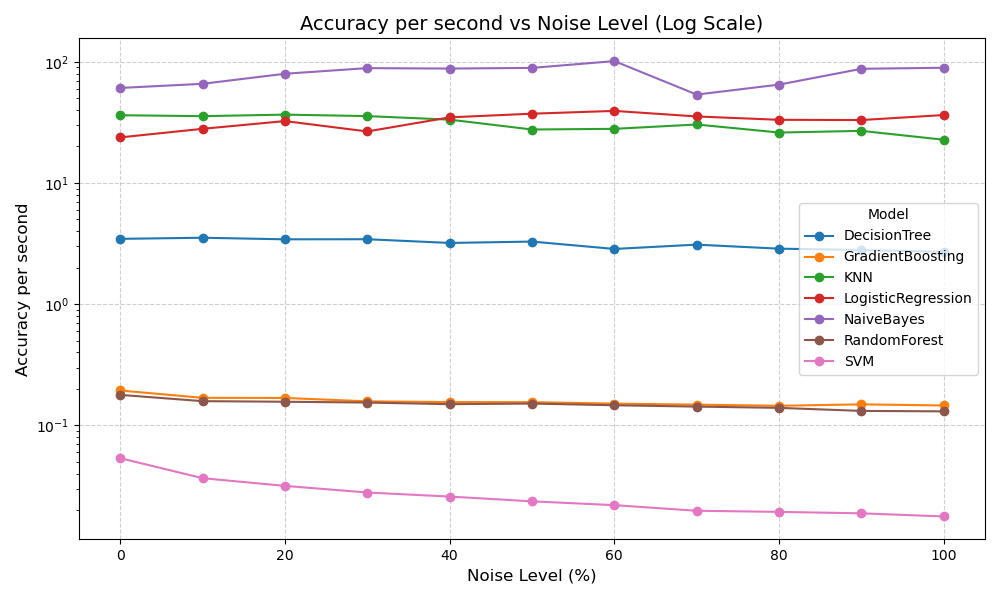 Accuracy per second vs Noise Level (Log Scale)
Accuracy per second
10²
10¹
10⁰
10⁻¹
Model
DecisionTree
GradientBoosting
KNN
LogisticRegression
NaiveBayes
RandomForest
SVM
0 20 40 60 80 100
Noise Level (%)